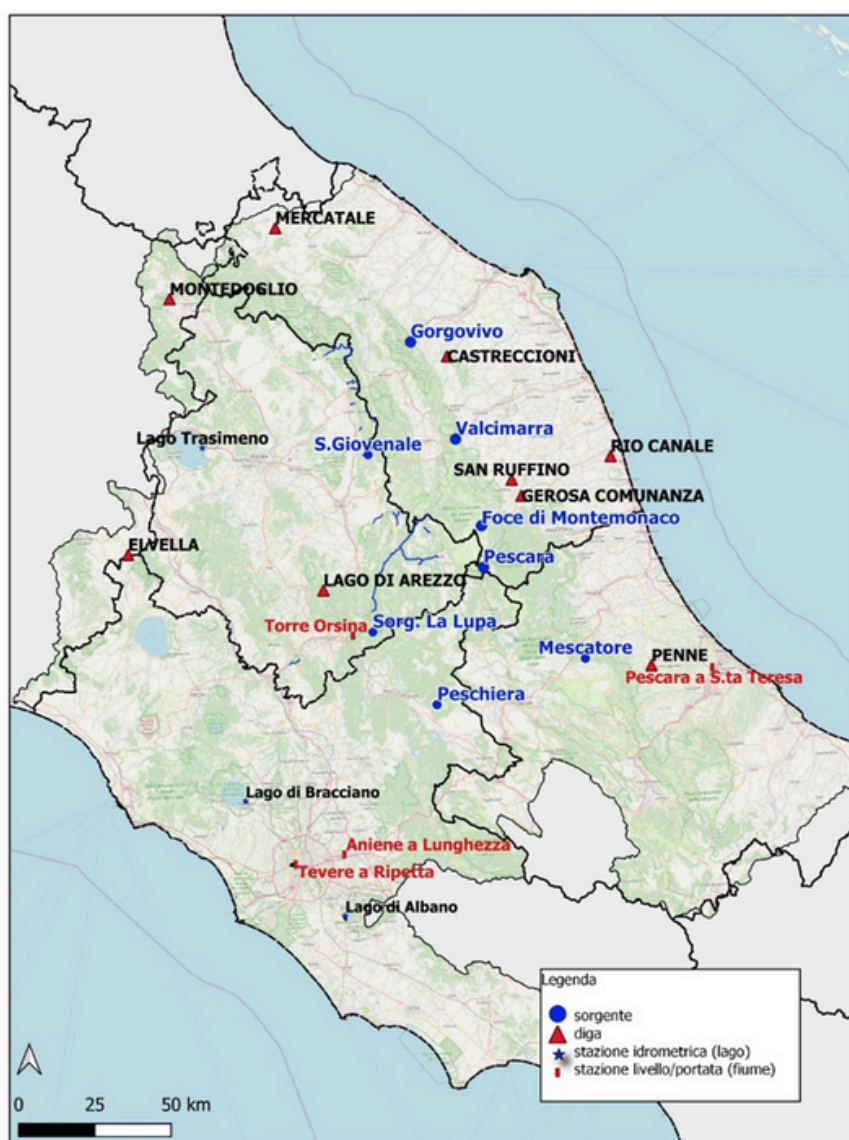 MERCATALE
MONTEDOGLIO
Gorgovivo
CASTRECCIONI
Valcimarra
Lago Trasimeno
S.Giovenale
RIO CANALE
SAN RUFFINO
GEROSA COMUNANZA
Foce di Montemonaco
ELVELLA
Pescara
LAGO DI AREZZO
Torre Orsina
Sorg. La Lupa
Mescatore
PENNE
Pescara a S.ta Teresa
Peschiera
Lago di Bracciano
Aniene a Lunghezza
Tevere a Ripetta
Lago di Albano
Legenda
sorgente
diga
stazione idrometrica (lago)
stazione livello/portata (fiume)
0 25 50 km